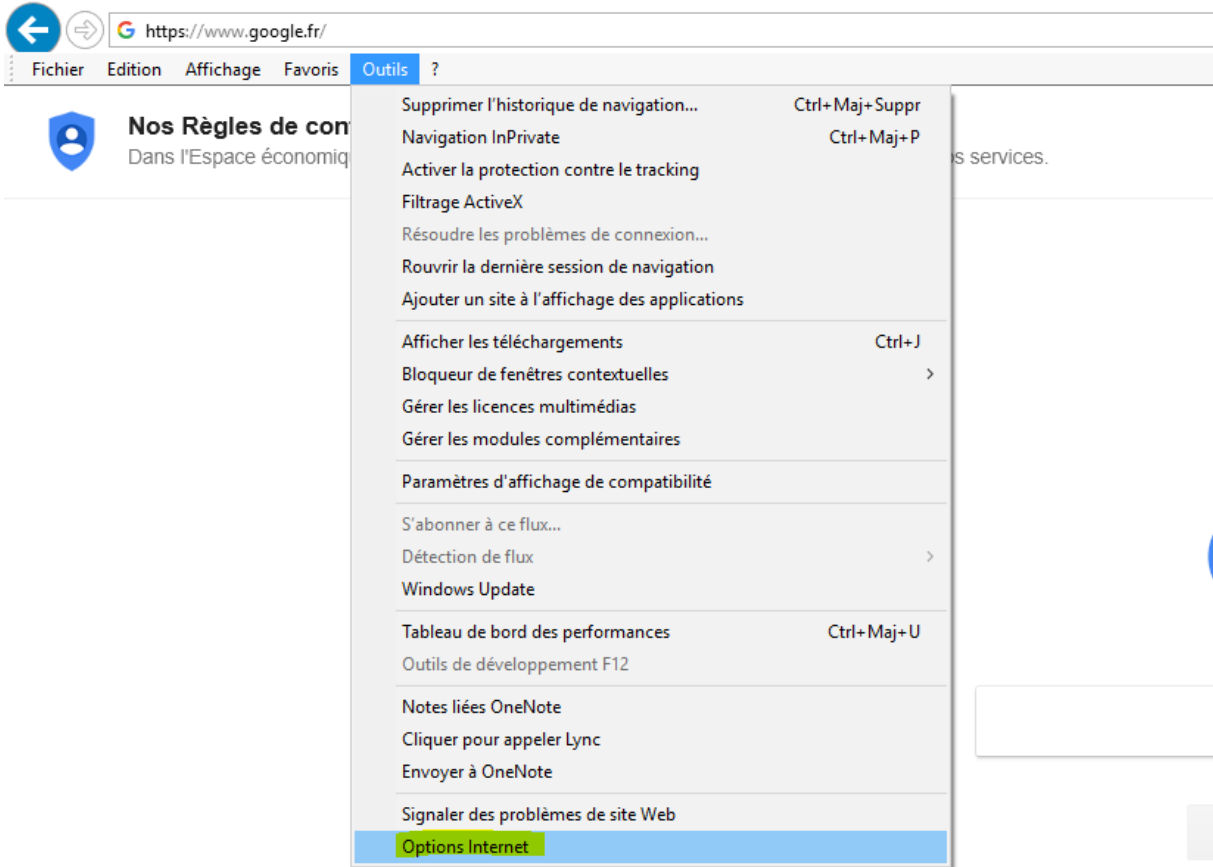 https://www.google.fr/
Fichier Edition Affichage Favoris Outils ?
Nos Règles de con
Dans l'Espace économiq
s services.
Supprimer l'historique de navigation... Ctrl+Maj+Suppr
Navigation InPrivate Ctrl+Maj+P
Activer la protection contre le tracking
Filtrage ActiveX
Résoudre les problèmes de connexion...
Rouvrir la dernière session de navigation
Ajouter un site à l'affichage des applications
Afficher les téléchargements Ctrl+J
Bloqueur de fenêtres contextuelles
Gérer les licences multimédias
Gérer les modules complémentaires
Paramètres d'affichage de compatibilité
S'abonner à ce flux...
Détection de flux
Windows Update
Tableau de bord des performances Ctrl+Maj+U
Outils de développement F12
Notes liées OneNote
Cliquer pour appeler Lync
Envoyer à OneNote
Signaler des problèmes de site Web
Options Internet